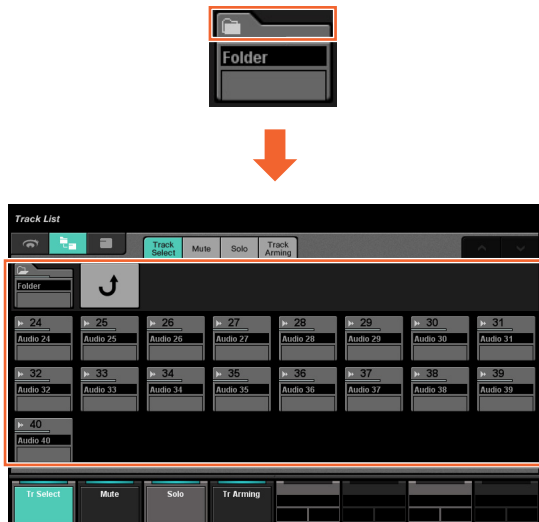 Folder
Track List
Track Select Mute Solo Track Arming
Folder
24 25 26 27 28 29 30 31
Audio 24 Audio 25 Audio 26 Audio 27 Audio 28 Audio 29 Audio 30 Audio 31
32 33 34 35 36 37 38 39
Audio 32 Audio 33 Audio 34 Audio 35 Audio 36 Audio 37 Audio 38 Audio 39
40
Audio 40
Tr Select Mute Solo Tr Arming